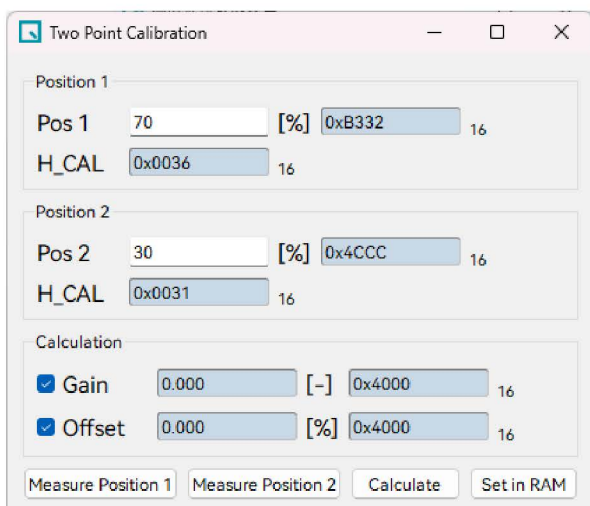 Two Point Calibration
Position 1
Pos 1 70 [%] 0xB332 16
H_CAL 0x0036 16
Position 2
Pos 2 30 [%] 0x4CCC 16
H_CAL 0x0031 16
Calculation
Gain 0.000 [-] 0x4000 16
Offset 0.000 [%] 0x4000 16
Measure Position 1 Measure Position 2 Calculate Set in RAM